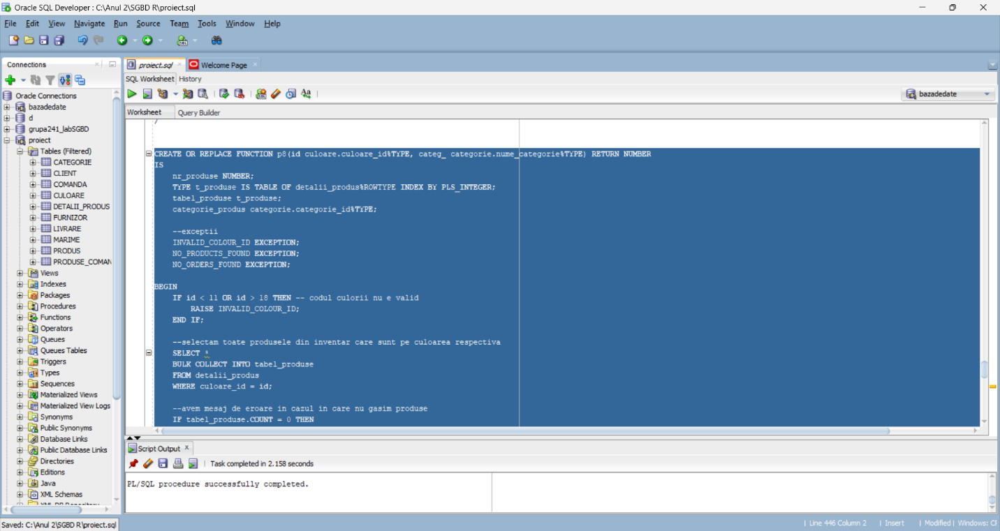 Oracle SQL Developer : C:\Anul 2\SGBD R\proiect.sql
File Edit View Navigate Run Source Team Tools Window Help
Connections
proiect.sql
Welcome Page
SQL Worksheet History
bazadedate
Worksheet Query Builder
Oracle Connections
bazadedate
d
grupa241_labSGBD
proiect
Tables (Filtered)
CATEGORIE
CLIENT
COMANDA
CULOARE
DETALII_PRODUS
FURNIZOR
LIVRARE
MARIME
PRODUS
PRODUSE_COMAN
Views
Indexes
Packages
Procedures
Functions
Operators
Queues
Queues Tables
Triggers
Types
Sequences
Materialized Views
Materialized View Logs
Synonyms
Public Synonyms
Database Links
Public Database Links
Directories
Editions
Java
XML Schemas
/
CREATE OR REPLACE FUNCTION p8(id culoare.culoare_id%TYPE, categ_ categorie.nume_categorie%TYPE) RETURN NUMBER
IS
nr_produse NUMBER;
TYPE t_produse IS TABLE OF detalii_produs%ROWTYPE INDEX BY PLS_INTEGER;
tabel_produse t_produse;
categorie_produs categorie.categorie_id%TYPE;
--exceptii
INVALID_COLOUR_ID EXCEPTION;
NO_PRODUCTS_FOUND EXCEPTION;
NO_ORDERS_FOUND EXCEPTION;
BEGIN
IF id < 11 OR id > 18 THEN -- codul culorii nu e valid
RAISE INVALID_COLOUR_ID;
END IF;
--selectam toate produsele din inventar care sunt pe culoarea respectiva
SELECT *
BULK COLLECT INTO tabel_produse
FROM detalii_produs
WHERE culoare_id = id;
--avem mesaj de eroare in cazul in care nu gasim produse
IF tabel_produse.COUNT = 0 THEN
Script Output
Task completed in 2.158 seconds
PL/SQL procedure successfully completed.
Saved: C:\Anul 2\SGBD R\proiect.sql
Line 446 Column 2 | Insert | Modified | Windows: CR